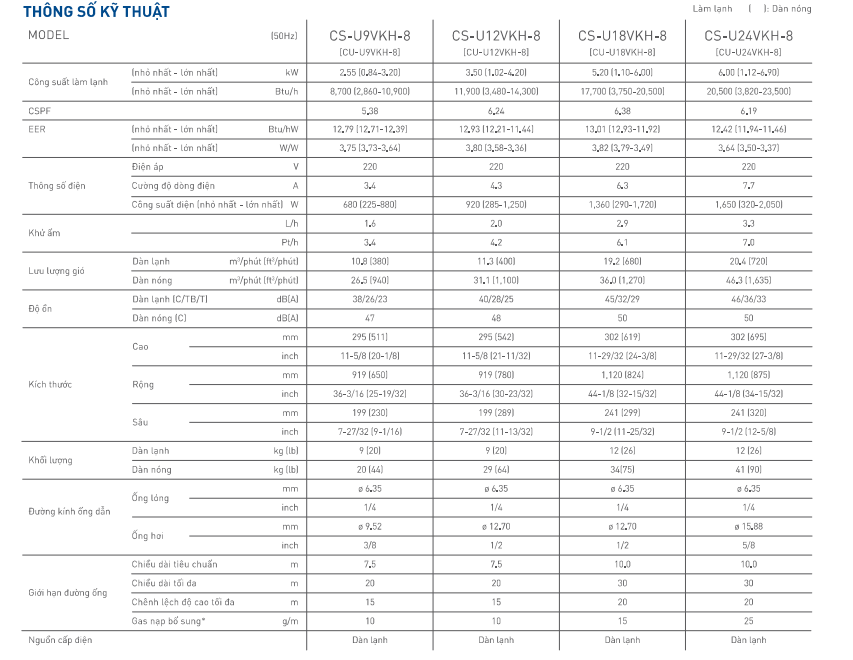 THÔNG SỐ KỸ THUẬT
Làm lạnh ( ): Dàn nóng
MODEL (50Hz) CS-U9VKH-8 CS-U12VKH-8 CS-U18VKH-8 CS-U24VKH-8
[CU-U9VKH-8] [CU-U12VKH-8] [CU-U18VKH-8] [CU-U24VKH-8]
Công suất làm lạnh (nhỏ nhất - lớn nhất) kW 2.55 (0.84-3.20) 3.50 (1.02-4.20) 5.20 (1.10-6.00) 6.00 (1.12-6.90)
(nhỏ nhất - lớn nhất) Btu/h 8,700 (2,860-10,900) 11,900 (3,480-14,300) 17,700 (3,750-20,500) 20,500 (3,820-23,500)
CSPF 5.38 6.24 6.38 6.19
EER (nhỏ nhất - lớn nhất) Btu/hW 12.79 (12.71-12.39) 12.93 (12.21-11.44) 13.01 (12.93-11.92) 12.42 (11.94-11.46)
(nhỏ nhất - lớn nhất) W/W 3.75 (3.73-3.64) 3.80 (3.58-3.36) 3.82 (3.79-3.49) 3.64 (3.50-3.37)
Thông số điện Điện áp V 220 220 220 220
Cường độ dòng điện A 3.4 4.3 6.3 7.7
Công suất diện (nhỏ nhất - lớn nhất) W 680 (225-880) 920 (285-1,250) 1,360 (290-1,720) 1,650 (320-2,050)
Khử ẩm L/h 1.6 2.0 2.9 3.3
Pt/h 3.4 4.2 6.1 7.0
Lưu lượng gió Dàn lạnh m³/phút (ft³/phút) 10.8 (380) 11.3 (400) 19.2 (680) 20.4 (720)
Dàn nóng m³/phút (ft³/phút) 26.5 (940) 31.1 (1,100) 36.0 (1,270) 46.3 (1,635)
Độ ồn Dàn lạnh (C/TB/T) dB(A) 38/26/23 40/28/25 45/32/29 46/36/33
Dàn nóng (C) dB(A) 47 48 50 50
Kích thước Cao mm 295 (511) 295 (542) 302 (619) 302 (695)
inch 11-5/8 (20-1/8) 11-5/8 (21-11/32) 11-29/32 (24-3/8) 11-29/32 (27-3/8)
Rộng mm 919 (650) 919 (780) 1,120 (824) 1,120 (875)
inch 36-3/16 (25-19/32) 36-3/16 (30-23/32) 44-1/8 (32-15/32) 44-1/8 (34-15/32)
Sâu mm 199 (230) 199 (289) 241 (299) 241 (320)
inch 7-27/32 (9-1/16) 7-27/32 (11-13/32) 9-1/2 (11-25/32) 9-1/2 (12-5/8)
Khối lượng Dàn lạnh kg (lb) 9 (20) 9 (20) 12 (26) 12 (26)
Dàn nóng kg (lb) 20 (44) 29 (64) 34(75) 41 (90)
Đường kính ống dẫn Ống lỏng mm ø 6.35 ø 6.35 ø 6.35 ø 6.35
inch 1/4 1/4 1/4 1/4
Ống hơi mm ø 9.52 ø 12.70 ø 12.70 ø 15.88
inch 3/8 1/2 1/2 5/8
Giới hạn đường ống Chiều dài tiêu chuẩn m 7.5 7.5 10.0 10.0
Chiều dài tối đa m 20 20 30 30
Chênh lệch độ cao tối đa m 15 15 20 20
Gas nạp bổ sung* g/m 10 10 15 25
Nguồn cấp điện Dàn lạnh Dàn lạnh Dàn lạnh Dàn lạnh